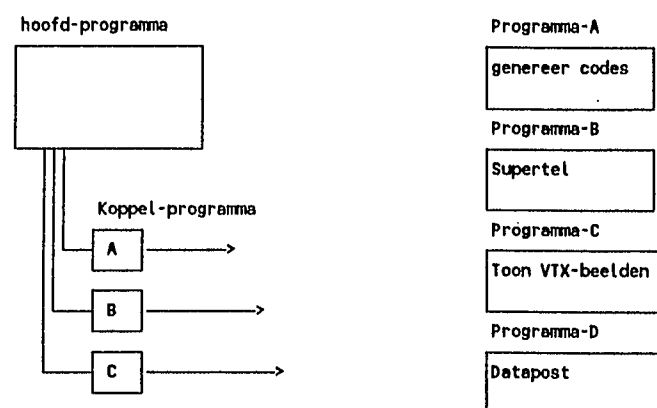 hoofd-programma
Koppel-programma
A
B
C
Programma-A
genereer codes
Programma-B
Supertel
Programma-C
Toon VTX-beelden
Programma-D
Datapost